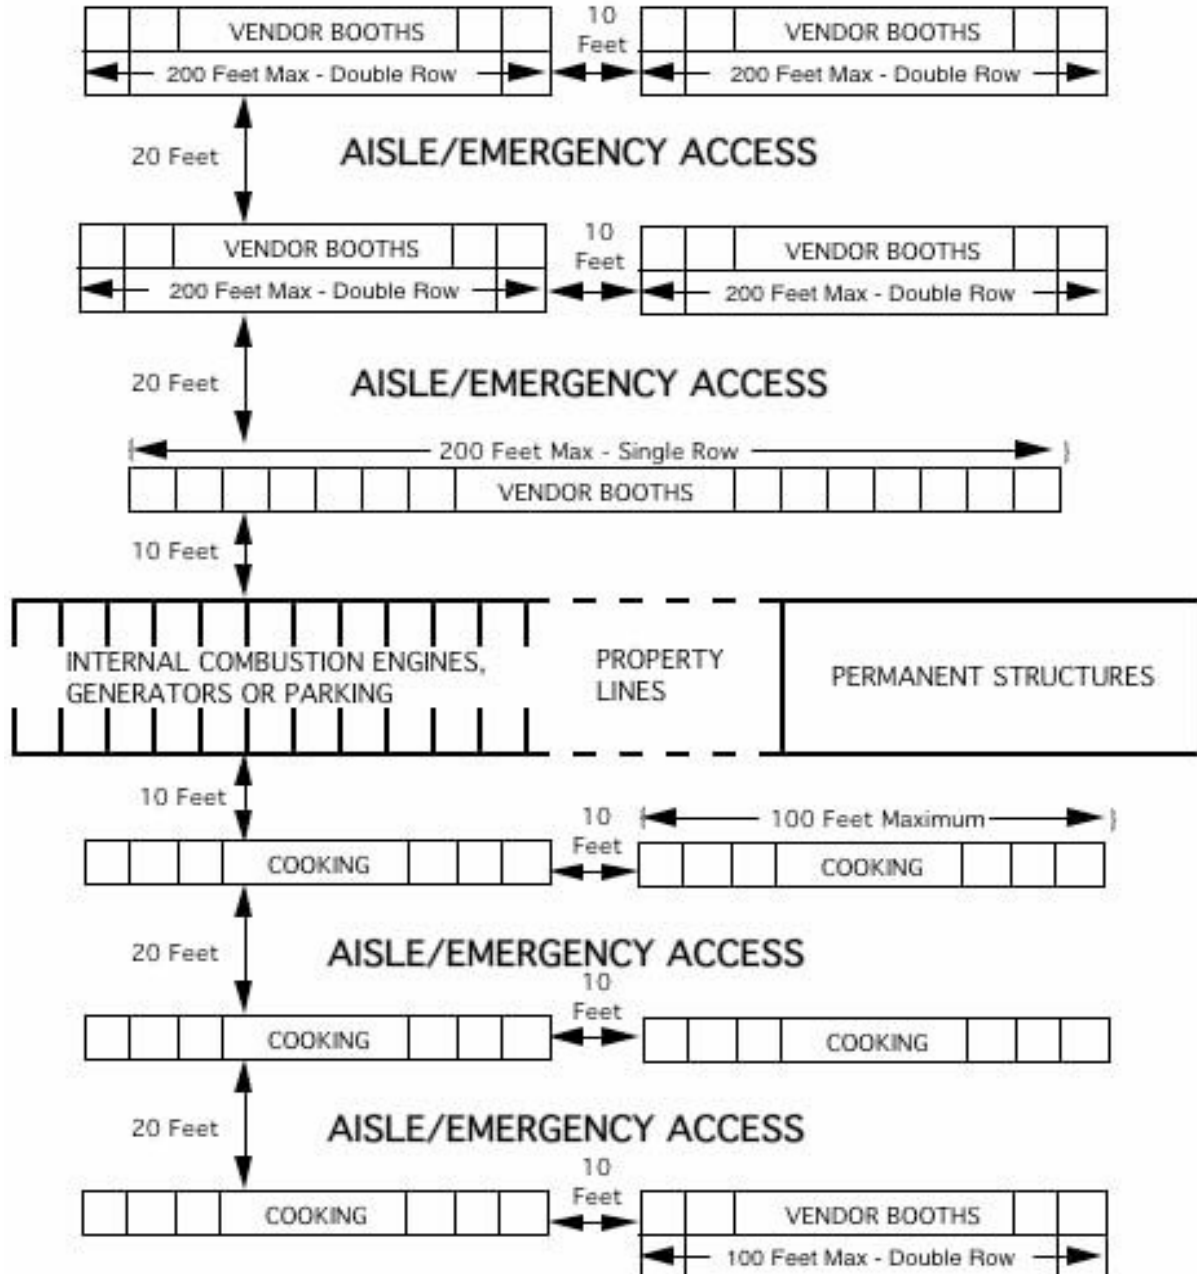 VENDOR BOOTHS
10
Feet
VENDOR BOOTHS
200 Feet Max - Double Row
200 Feet Max - Double Row
20 Feet
AISLE/EMERGENCY ACCESS
VENDOR BOOTHS
10
Feet
VENDOR BOOTHS
200 Feet Max - Double Row
200 Feet Max - Double Row
20 Feet
AISLE/EMERGENCY ACCESS
200 Feet Max - Single Row
VENDOR BOOTHS
10 Feet
INTERNAL COMBUSTION ENGINES,
GENERATORS OR PARKING
PROPERTY
LINES
PERMANENT STRUCTURES
10 Feet
10
Feet
100 Feet Maximum
COOKING
COOKING
20 Feet
AISLE/EMERGENCY ACCESS
10
Feet
COOKING
COOKING
20 Feet
AISLE/EMERGENCY ACCESS
10
Feet
COOKING
VENDOR BOOTHS
100 Feet Max - Double Row